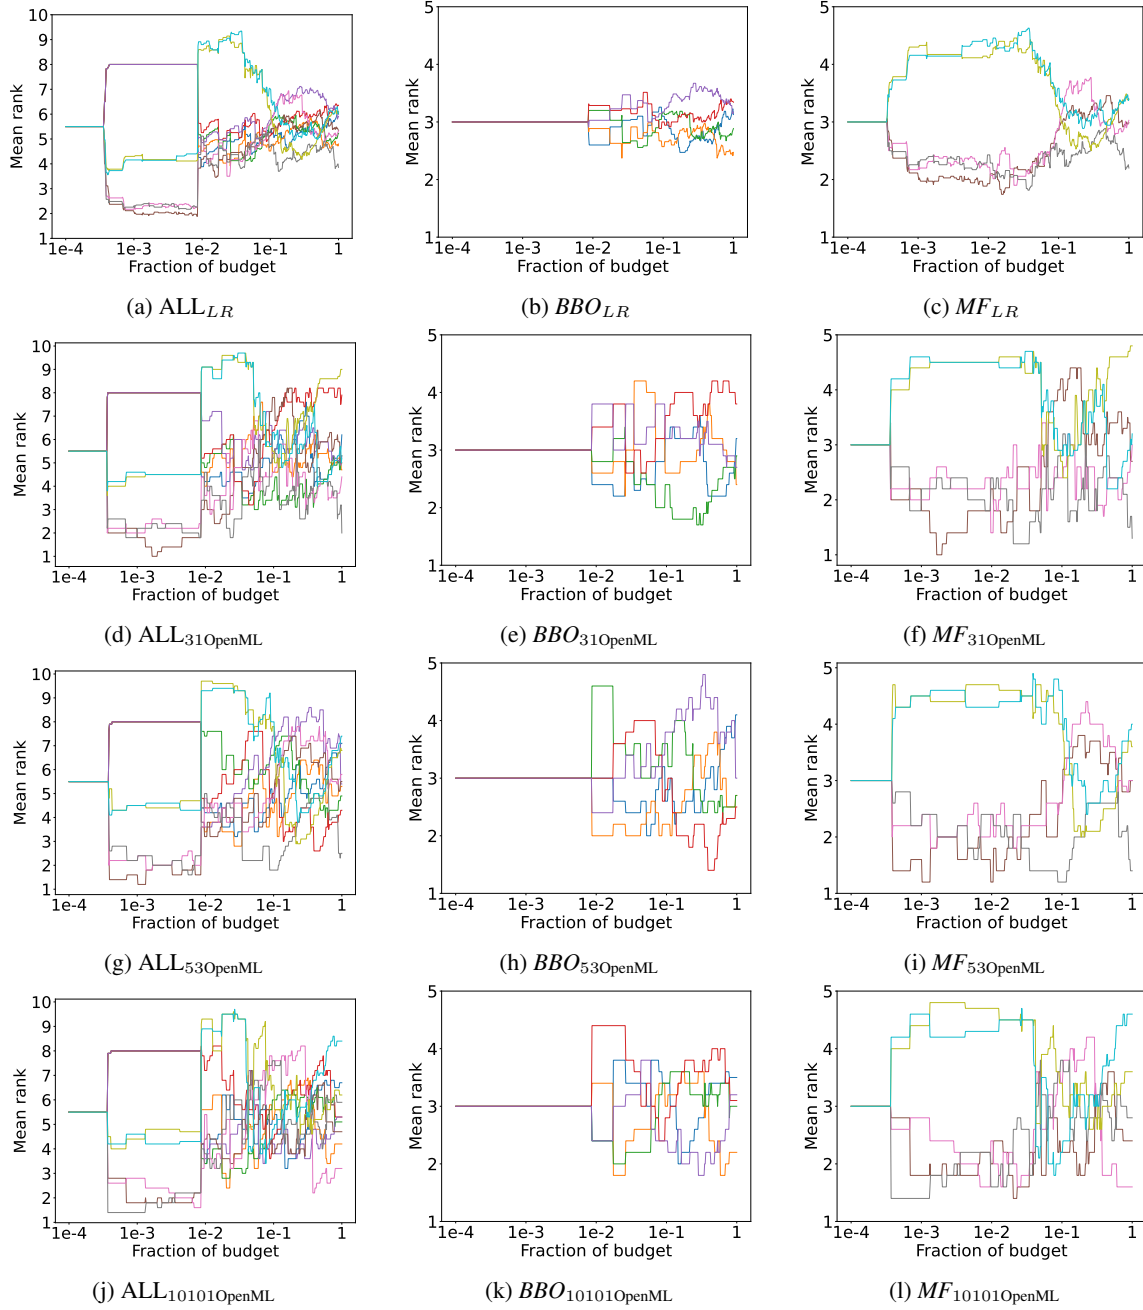 10
9
8
7
6
5
4
3
2
1
Mean rank
1e-4 1e-3 1e-2 1e-1 1
Fraction of budget
(a) ALL_LR
5
4
3
2
1
Mean rank
1e-4 1e-3 1e-2 1e-1 1
Fraction of budget
(b) BBO_LR
5
4
3
2
1
Mean rank
1e-4 1e-3 1e-2 1e-1 1
Fraction of budget
(c) MF_LR
10
9
8
7
6
5
4
3
2
1
Mean rank
1e-4 1e-3 1e-2 1e-1 1
Fraction of budget
(d) ALL_31OpenML
5
4
3
2
1
Mean rank
1e-4 1e-3 1e-2 1e-1 1
Fraction of budget
(e) BBO_31OpenML
5
4
3
2
1
Mean rank
1e-4 1e-3 1e-2 1e-1 1
Fraction of budget
(f) MF_31OpenML
10
9
8
7
6
5
4
3
2
1
Mean rank
1e-4 1e-3 1e-2 1e-1 1
Fraction of budget
(g) ALL_53OpenML
5
4
3
2
1
Mean rank
1e-4 1e-3 1e-2 1e-1 1
Fraction of budget
(h) BBO_53OpenML
5
4
3
2
1
Mean rank
1e-4 1e-3 1e-2 1e-1 1
Fraction of budget
(i) MF_53OpenML
10
9
8
7
6
5
4
3
2
1
Mean rank
1e-4 1e-3 1e-2 1e-1 1
Fraction of budget
(j) ALL_10101OpenML
5
4
3
2
1
Mean rank
1e-4 1e-3 1e-2 1e-1 1
Fraction of budget
(k) BBO_10101OpenML
5
4
3
2
1
Mean rank
1e-4 1e-3 1e-2 1e-1 1
Fraction of budget
(l) MF_10101OpenML